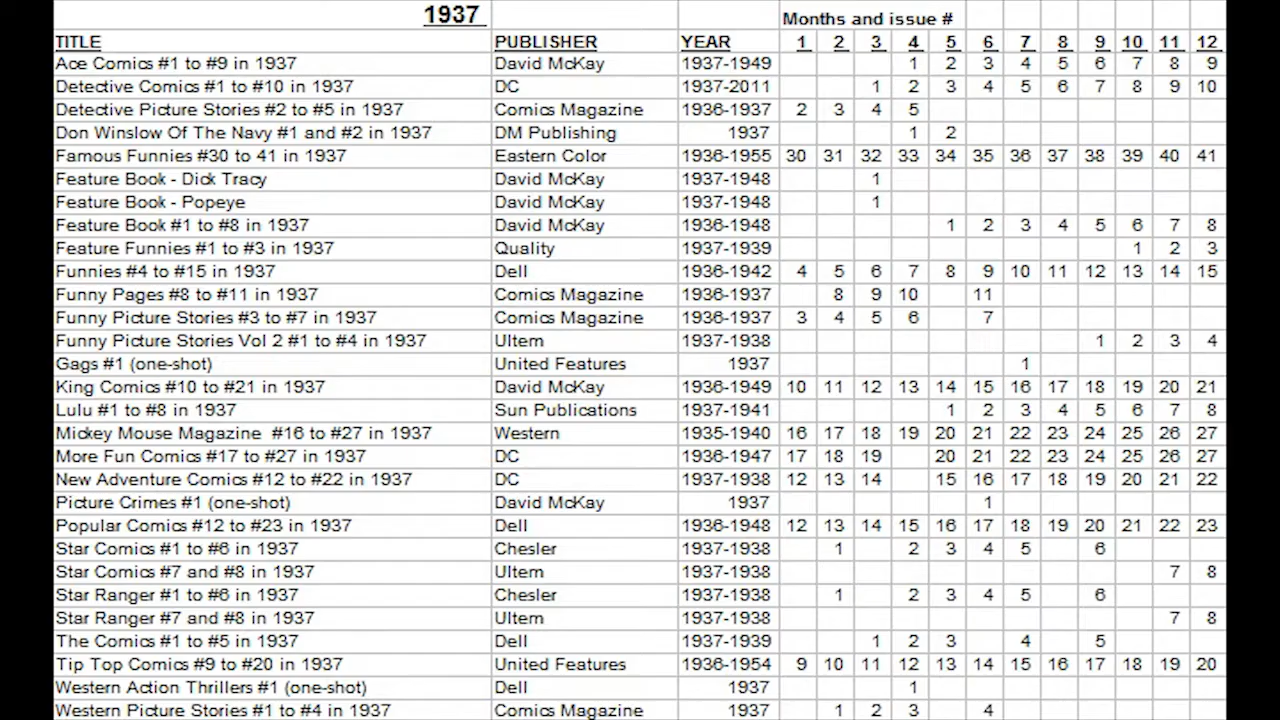 1937 Months and issue #
TITLE PUBLISHER YEAR 1 2 3 4 5 6 7 8 9 10 11 12
Ace Comics #1 to #9 in 1937 David McKay 1937-1949 1 2 3 4 5 6 7 8 9
Detective Comics #1 to #10 in 1937 DC 1937-2011 1 2 3 4 5 6 7 8 9 10
Detective Picture Stories #2 to #5 in 1937 Comics Magazine 1936-1937 2 3 4 5
Don Winslow Of The Navy #1 and #2 in 1937 DM Publishing 1937 1 2
Famous Funnies #30 to 41 in 1937 Eastern Color 1936-1955 30 31 32 33 34 35 36 37 38 39 40 41
Feature Book - Dick Tracy David McKay 1937-1948 1
Feature Book - Popeye David McKay 1937-1948 1
Feature Book #1 to #8 in 1937 David McKay 1936-1948 1 2 3 4 5 6 7 8
Feature Funnies #1 to #3 in 1937 Quality 1937-1939 1 2 3
Funnies #4 to #15 in 1937 Dell 1936-1942 4 5 6 7 8 9 10 11 12 13 14 15
Funny Pages #8 to #11 in 1937 Comics Magazine 1936-1937 8 9 10 11
Funny Picture Stories #3 to #7 in 1937 Comics Magazine 1936-1937 3 4 5 6 7
Funny Picture Stories Vol 2 #1 to #4 in 1937 Ultem 1937-1938 1 2 3 4
Gags #1 (one-shot) United Features 1937 1
King Comics #10 to #21 in 1937 David McKay 1936-1949 10 11 12 13 14 15 16 17 18 19 20 21
Lulu #1 to #8 in 1937 Sun Publications 1937-1941 1 2 3 4 5 6 7 8
Mickey Mouse Magazine #16 to #27 in 1937 Western 1935-1940 16 17 18 19 20 21 22 23 24 25 26 27
More Fun Comics #17 to #27 in 1937 DC 1936-1947 17 18 19 20 21 22 23 24 25 26 27
New Adventure Comics #12 to #22 in 1937 DC 1937-1938 12 13 14 15 16 17 18 19 20 21 22
Picture Crimes #1 (one-shot) David McKay 1937 1
Popular Comics #12 to #23 in 1937 Dell 1936-1948 12 13 14 15 16 17 18 19 20 21 22 23
Star Comics #1 to #6 in 1937 Chesler 1937-1938 1 2 3 4 5 6
Star Comics #7 and #8 in 1937 Ultem 1937-1938 7 8
Star Ranger #1 to #6 in 1937 Chesler 1937-1938 1 2 3 4 5 6
Star Ranger #7 and #8 in 1937 Ultem 1937-1938 7 8
The Comics #1 to #5 in 1937 Dell 1937-1939 1 2 3 4 5
Tip Top Comics #9 to #20 in 1937 United Features 1936-1954 9 10 11 12 13 14 15 16 17 18 19 20
Western Action Thrillers #1 (one-shot) Dell 1937 1
Western Picture Stories #1 to #4 in 1937 Comics Magazine 1937 1 2 3 4